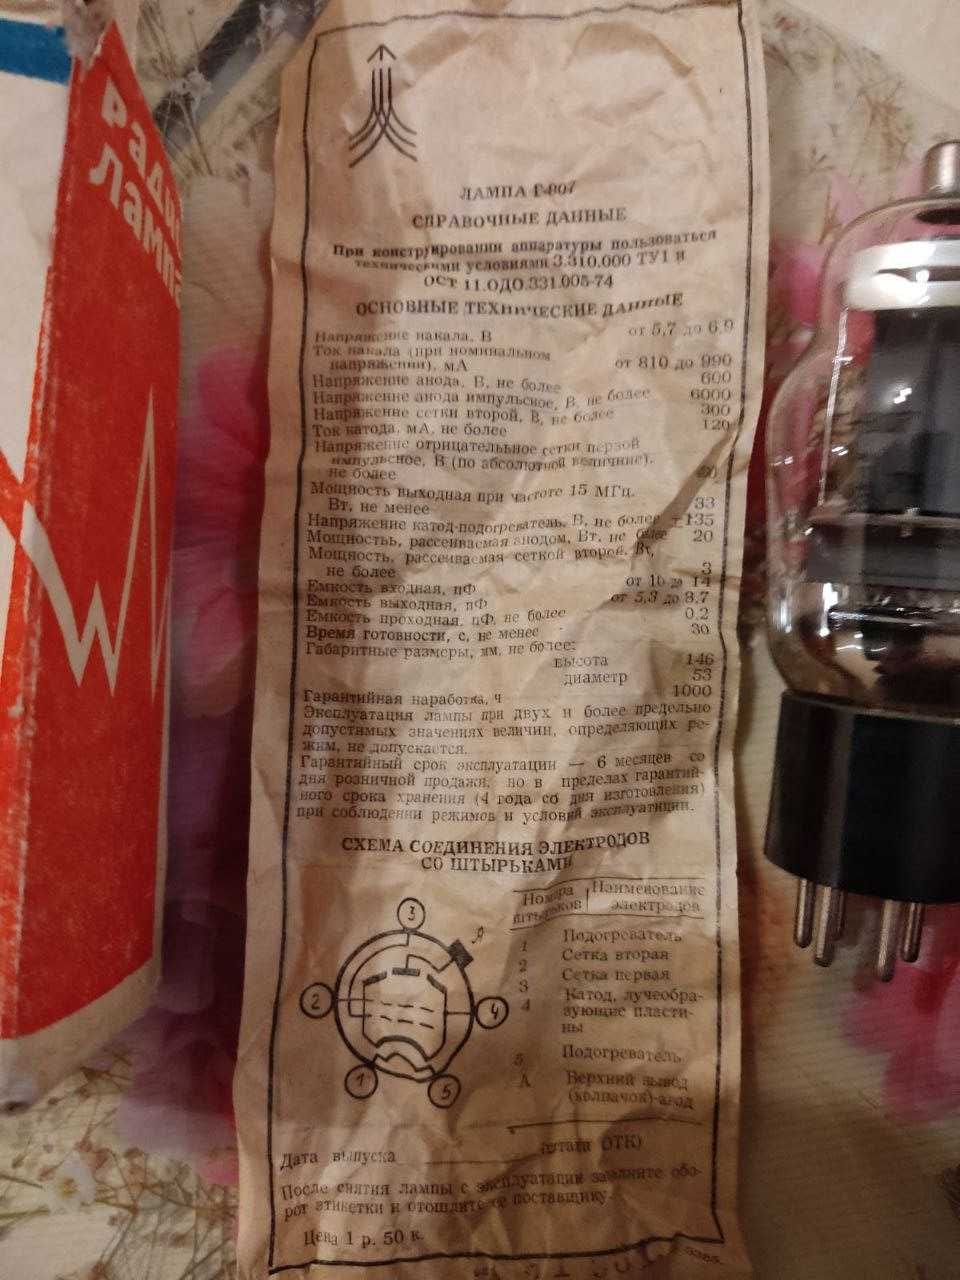 Радио
лампа
ЛАМПА Г-807
СПРАВОЧНЫЕ ДАННЫЕ
При конструировании аппаратуры пользоваться
техническими условиями 3.310.000 ТУ1 и
ОСТ 11.ОДО.331.005-74
ОСНОВНЫЕ ТЕХНИЧЕСКИЕ ДАННЫЕ
Напряжение накала, В от 5,7 до 6,9
Ток накала (при номинальном
напряжении), мА от 810 до 990
Напряжение анода, В, не более 600
Напряжение анода импульсное, В, не более 6000
Напряжение сетки второй, В, не более 300
Ток катода, мА, не более 120
Напряжение отрицательное сетки первой
импульсное, В (по абсолютной величине),
не более
Мощность выходная при частоте 15 МГц,
Вт, не менее 33
Напряжение катод-подогреватель, В, не более ±135
Мощность, рассеиваемая анодом, Вт, не более 20
Мощность, рассеиваемая сеткой второй, Вт,
не более 3
Емкость входная, пФ от 10 до 14
Емкость выходная, пФ от 5,3 до 8,7
Емкость проходная, пФ, не более 0,2
Время готовности, с, не менее 30
Габаритные размеры, мм, не более:
высота 146
диаметр 53
Гарантийная наработка, ч 1000
Эксплуатация лампы при двух и более предельно
допустимых значениях величин, определяющих ре-
жим, не допускается.
Гарантийный срок эксплуатации — 6 месяцев со
дня розничной продажи, но в пределах гарантий-
ного срока хранения (4 года со дня изготовления)
при соблюдении режимов и условий эксплуатации.
СХЕМА СОЕДИНЕНИЯ ЭЛЕКТРОДОВ
СО ШТЫРЬКАМИ
Номера Наименование
штырьков электродов
1 Подогреватель
2 Сетка вторая
3 Сетка первая
4 Катод, лучеобра-
зующие пласти-
ны
5 Подогреватель
А Верхний вывод
(колпачок)-анод
3
А
2
4
1
5
Дата выпуска (штамп ОТК)
После снятия лампы с эксплуатации заполните обо-
рот этикетки и отошлите ее поставщику.
Цена 1 р. 50 к.